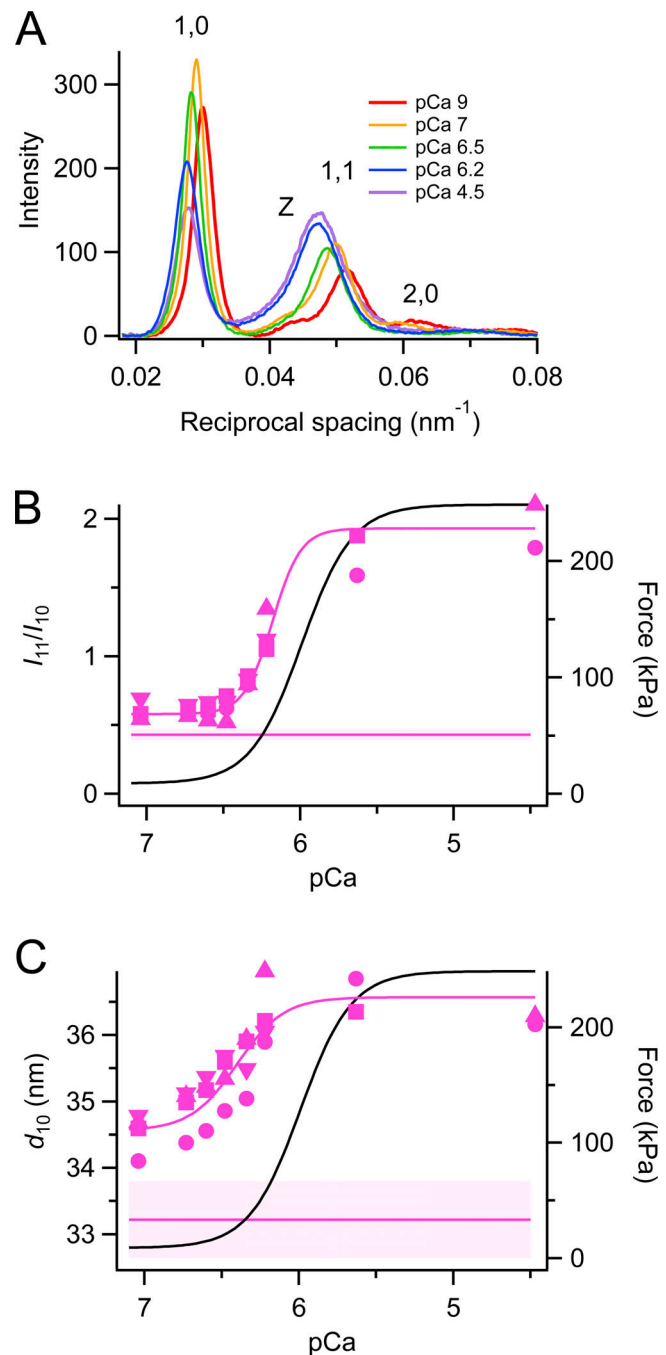 A
1,0
300
200
100
0
Intensity
pCa 9
pCa 7
pCa 6.5
pCa 6.2
pCa 4.5
1,1
Z
2,0
0.02 0.04 0.06 0.08
Reciprocal spacing (nm⁻¹)
B
2
1
0
I₁₁/I₁₀
200
100
0
Force (kPa)
7 6 5
pCa
C
36
35
34
33
d₁₀ (nm)
200
100
0
Force (kPa)
7 6 5
pCa